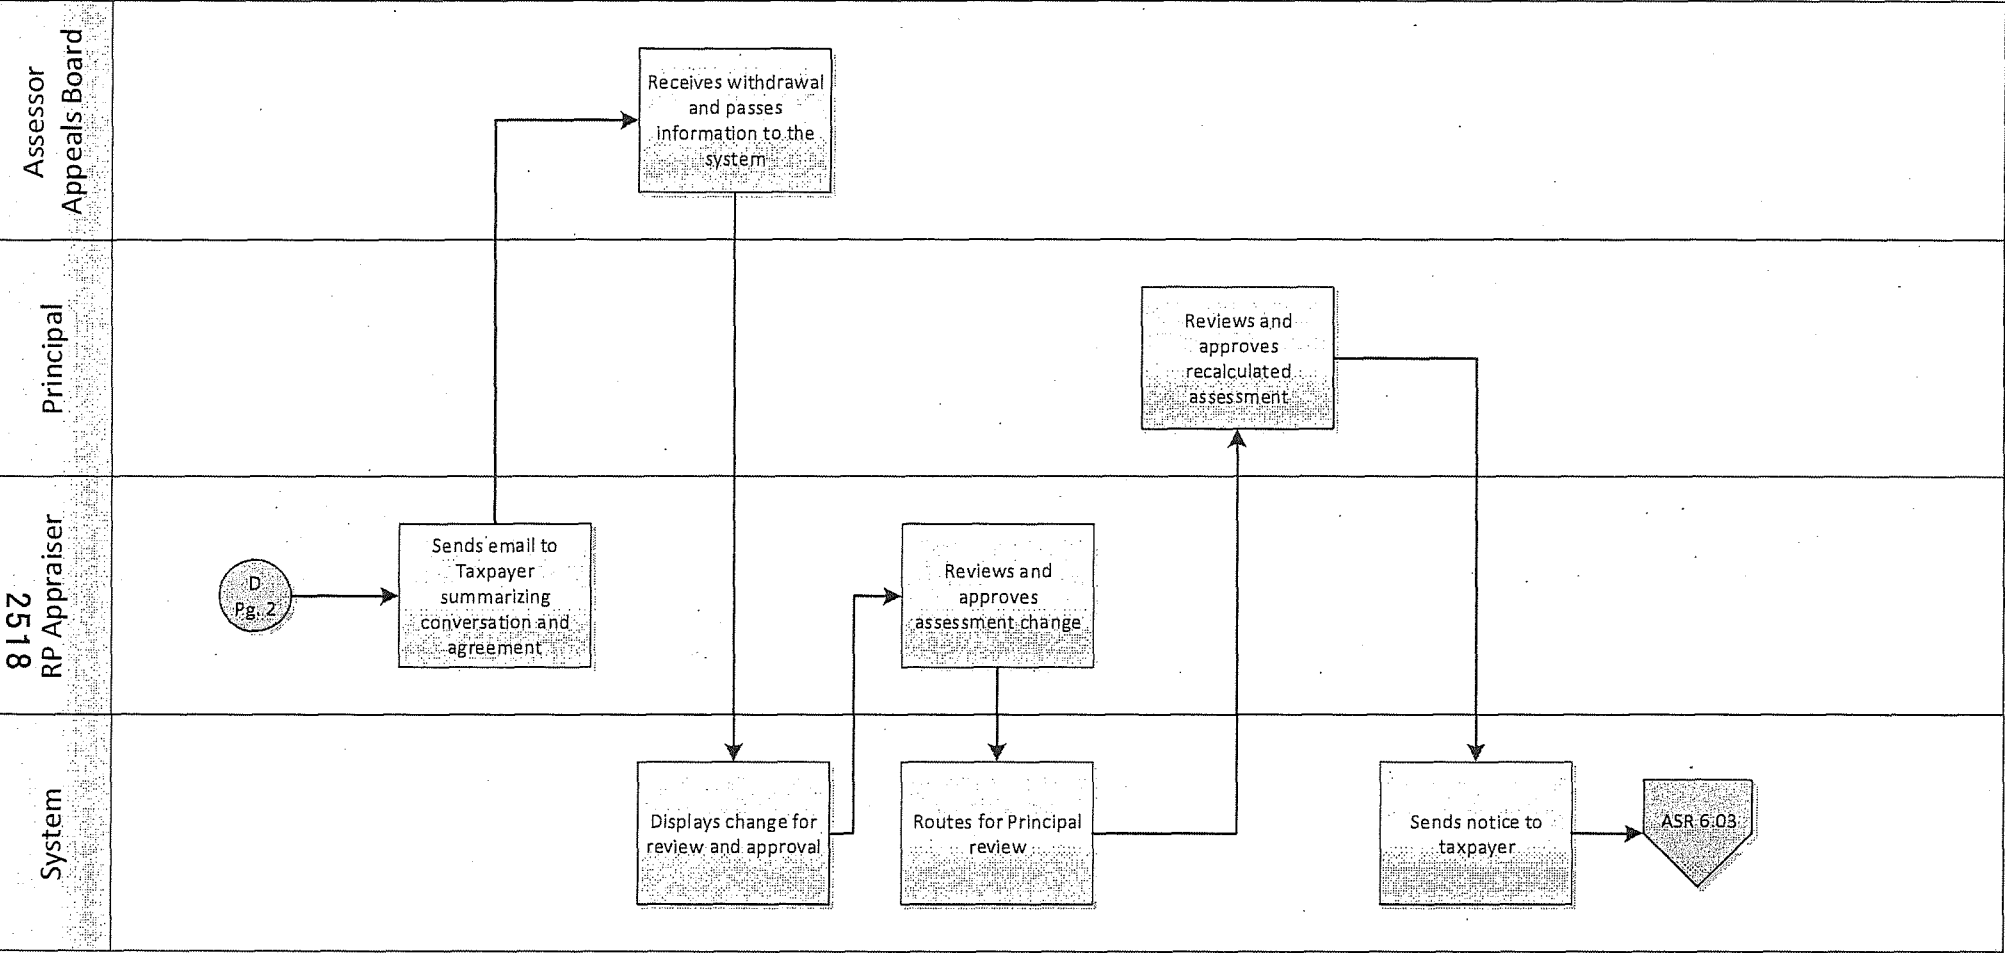 Assessor
Appeals Board
Receives withdrawal
and passes
information to the
system
Principal
Reviews and
approves
recalculated
assessment
RP Appraiser
2518
D
Pg. 2
Sends email to
Taxpayer
summarizing
conversation and
agreement
Reviews and
approves
assessment change
System
Displays change for
review and approval
Routes for Principal
review
Sends notice to
taxpayer
ASR 6.03